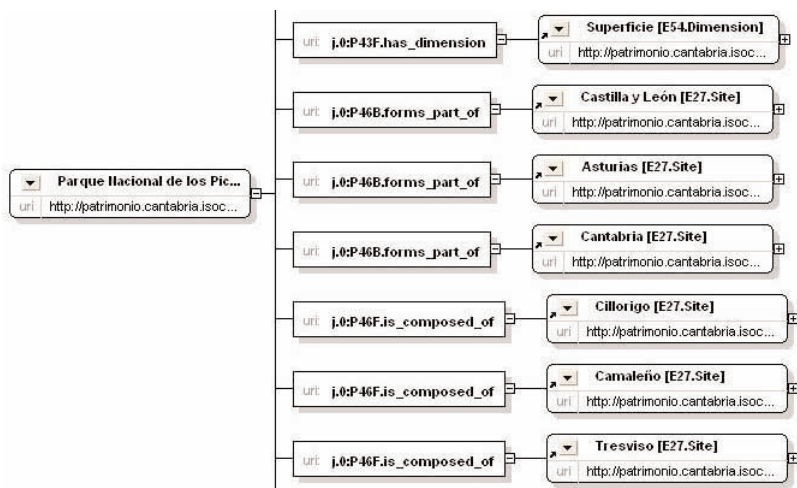 uri: j.0:P43F.has_dimension
Superficie [E54.Dimension]
uri http://patrimonio.cantabria.isoc...
uri: j.0:P46B.forms_part_of
Castilla y León [E27.Site]
uri http://patrimonio.cantabria.isoc...
uri: j.0:P46B.forms_part_of
Asturias [E27.Site]
uri http://patrimonio.cantabria.isoc...
Parque Nacional de los Pic...
uri http://patrimonio.cantabria.isoc...
uri: j.0:P46B.forms_part_of
Cantabria [E27.Site]
uri http://patrimonio.cantabria.isoc...
uri: j.0:P46F.is_composed_of
Cillorigo [E27.Site]
uri http://patrimonio.cantabria.isoc...
uri: j.0:P46F.is_composed_of
Camaleño [E27.Site]
uri http://patrimonio.cantabria.isoc...
uri: j.0:P46F.is_composed_of
Tresviso [E27.Site]
uri http://patrimonio.cantabria.isoc...